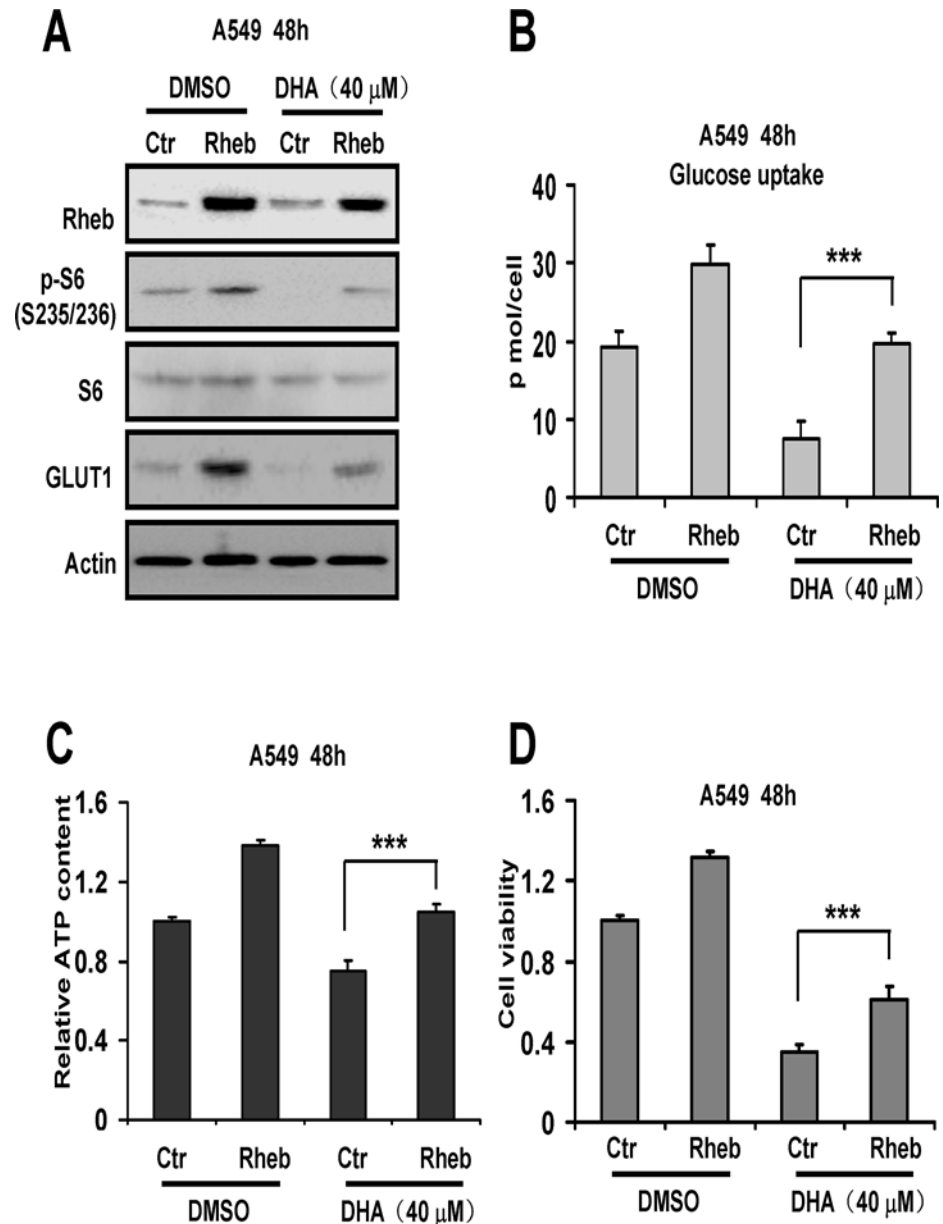 A
A549 48h
DMSO DHA（40 μM）
Ctr Rheb Ctr Rheb
Rheb
p-S6
(S235/236)
S6
GLUT1
Actin
B
A549 48h
Glucose uptake
p mol/cell
40
30
20
10
0
***
Ctr Rheb Ctr Rheb
DMSO DHA（40 μM）
C
A549 48h
Relative ATP content
1.6
1.2
0.8
0.4
0
***
Ctr Rheb Ctr Rheb
DMSO DHA（40 μM）
D
A549 48h
Cell viability
1.6
1.2
0.8
0.4
0
***
Ctr Rheb Ctr Rheb
DMSO DHA（40 μM）